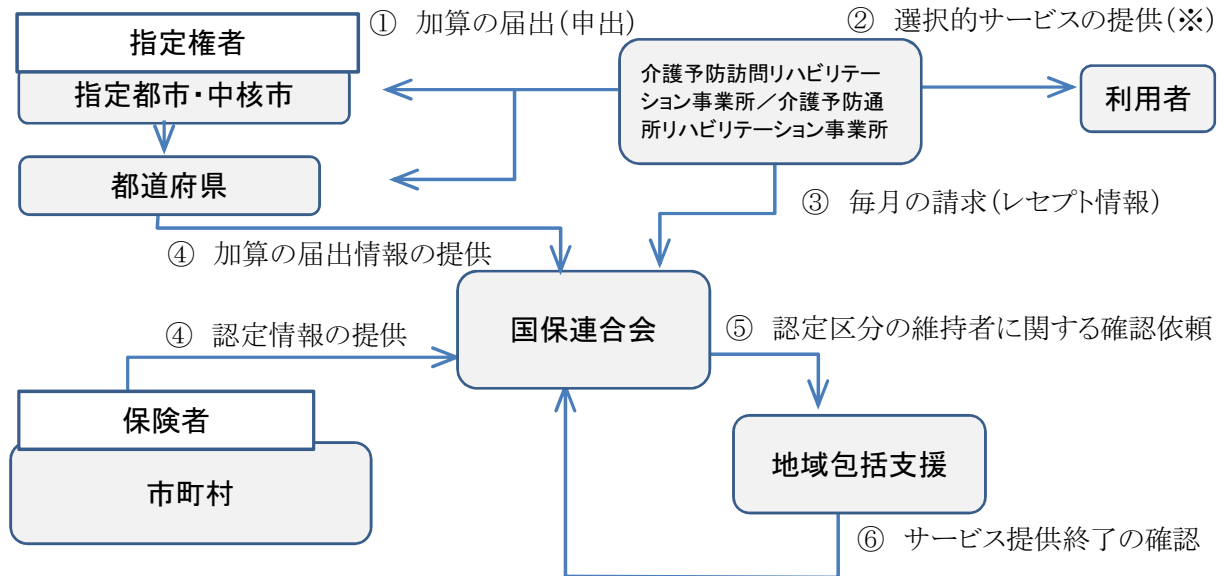 ① 加算の届出(申出)
② 選択的サービスの提供(※)
指定権者
指定都市・中核市
介護予防訪問リハビリテー
ション事業所／介護予防通
所リハビリテーション事業所
利用者
都道府県
③ 毎月の請求(レセプト情報)
④ 加算の届出情報の提供
国保連合会
④ 認定情報の提供
⑤ 認定区分の維持者に関する確認依頼
保険者
市町村
地域包括支援
⑥ サービス提供終了の確認